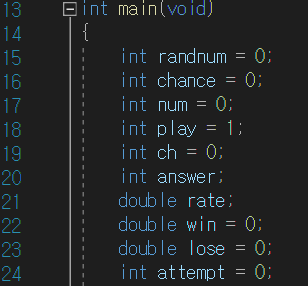 13 int main(void)
14 {
15 int randnum = 0;
16 int chance = 0;
17 int num = 0;
18 int play = 1;
19 int ch = 0;
20 int answer;
21 double rate;
22 double win = 0;
23 double lose = 0;
24 int attempt = 0;